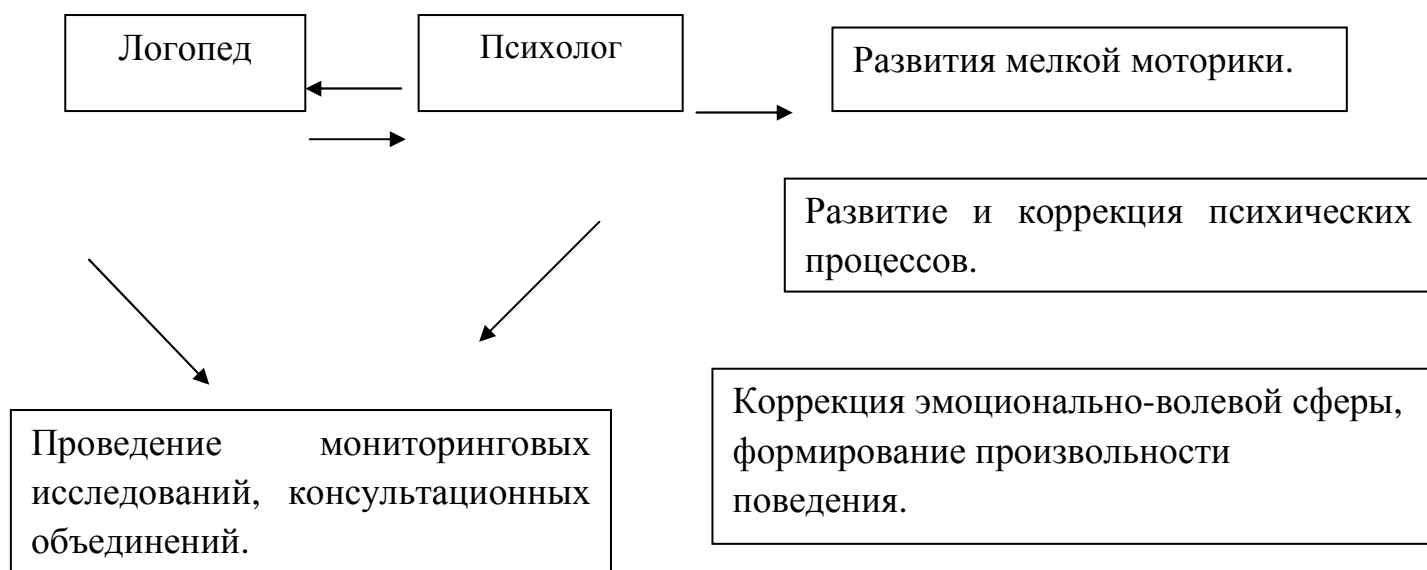 Логопед
Психолог
Развития мелкой моторики.
Развитие и коррекция психических
процессов.
Коррекция эмоционально-волевой сферы,
формирование произвольности
поведения.
Проведение мониторинговых
исследований, консультационных
объединений.